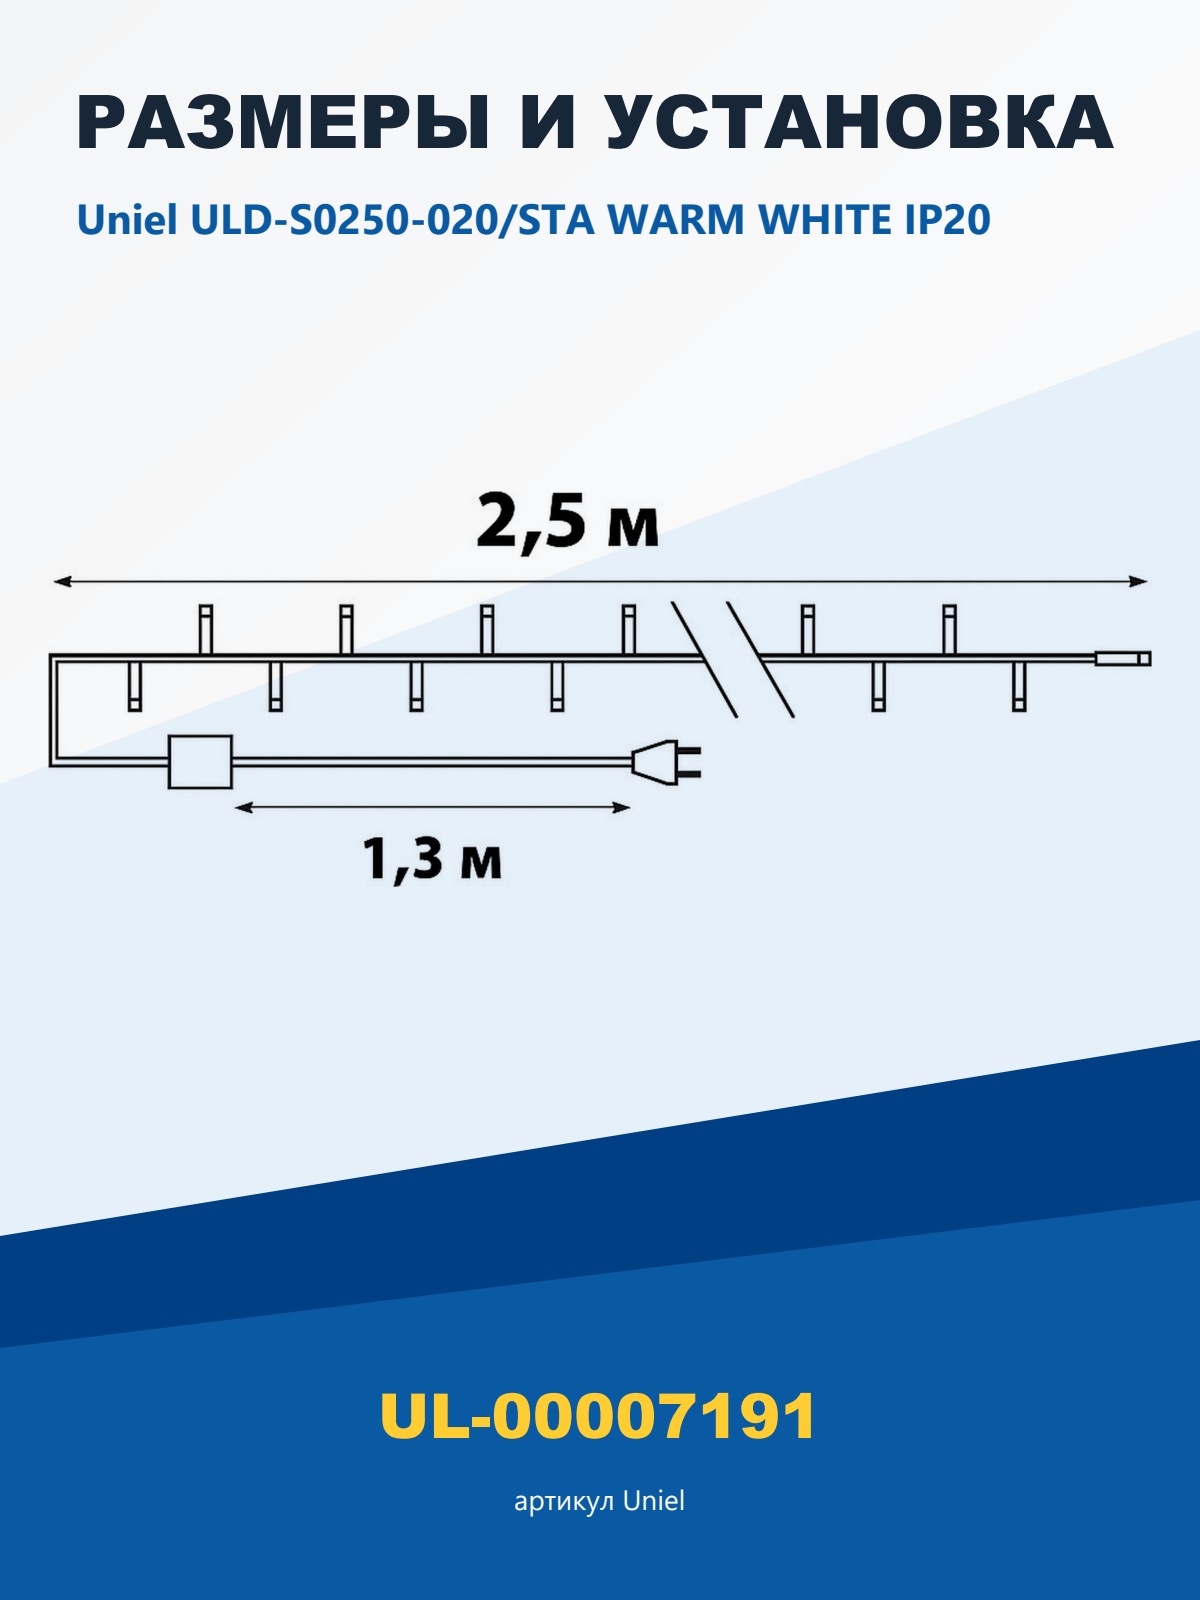 РАЗМЕРЫ И УСТАНОВКА
Uniel ULD-S0250-020/STA WARM WHITE IP20
2,5 м
1,3 м
UL-00007191
артикул Uniel